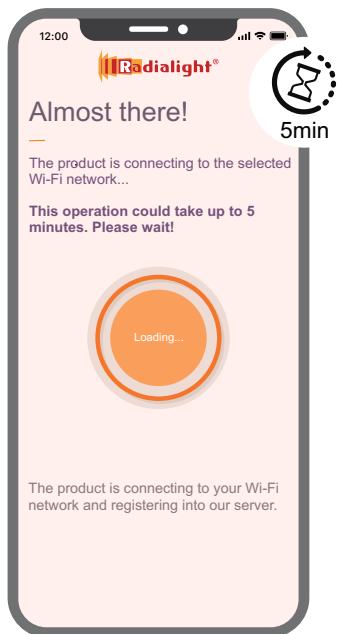 12:00
Radialight®
5min
Almost there!
The product is connecting to the selected
Wi-Fi network...
This operation could take up to 5
minutes. Please wait!
Loading...
The product is connecting to your Wi-Fi
network and registering into our server.